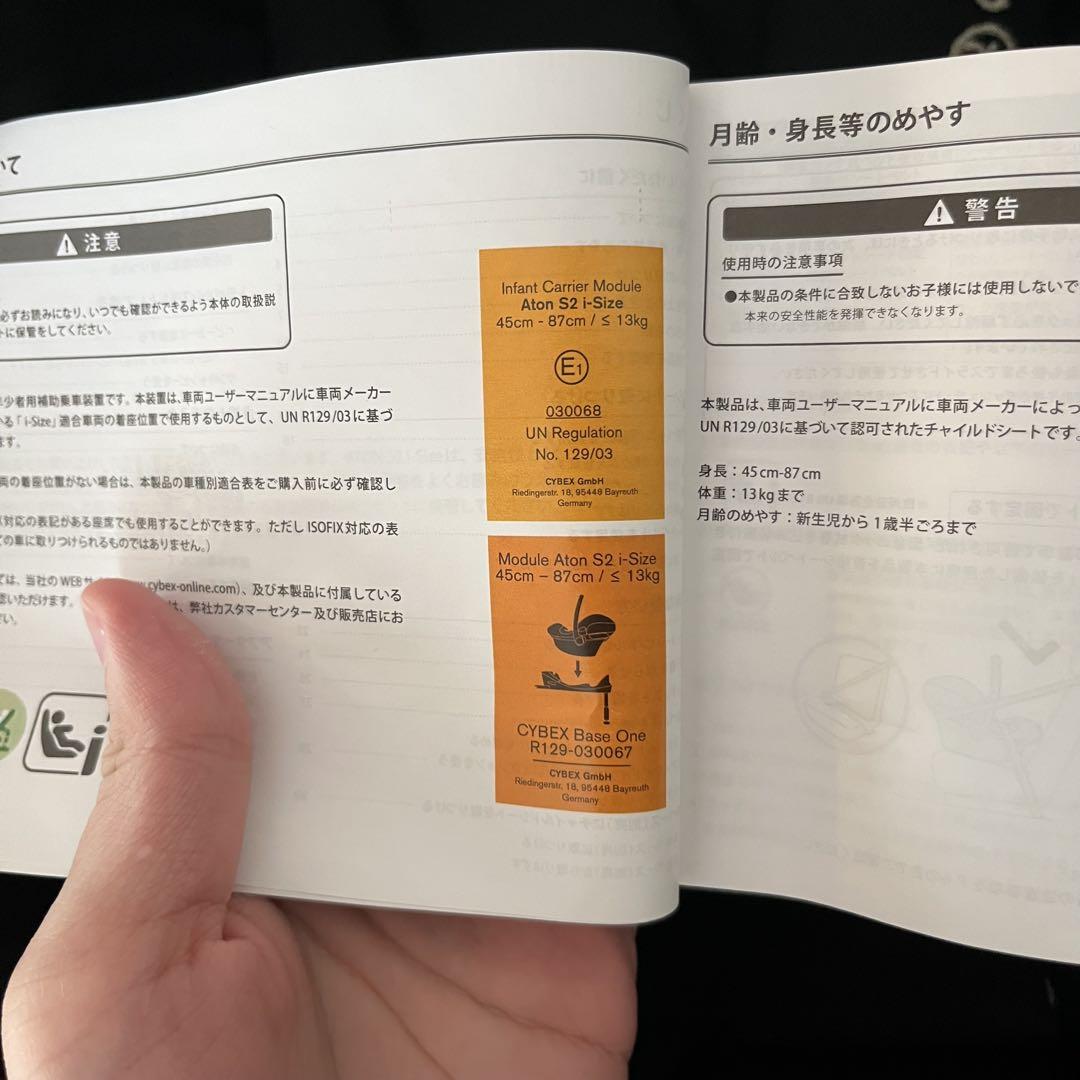 いて
注意
必ずお読みになり、いつでも確認ができるよう本体の取扱説
トに保管をしてください。
少者用補助乗車装置です。本装置は、車両ユーザーマニュアルに車両メーカー
る「i-Size」適合車両の着座位置で使用するものとして、UN R129/03に基づ
ます。
両の着座位置がない場合は、本製品の車種別適合表をご購入前に必ず確認し
対応の表記がある座席でも使用することができます。ただし ISOFIX対応の表
の車に取りつけられるものではありません。)
ては、当社の WEB
cybex-online.com)、及び本製品に付属している
認いただけます。
は、弊社カスタマーセンター及び販売店にお
さい。
Infant Carrier Module
Aton S2 i-Size
45cm - 87cm / ≤ 13kg
E1
030068
UN Regulation
No. 129/03
CYBEX GmbH
Riedingerstr. 18, 95448 Bayreuth
Germany
Module Aton S2 i-Size
45cm – 87cm / ≤ 13kg
CYBEX Base One
R129-030067
CYBEX GmbH
Riedingerstr. 18, 95448 Bayreuth
Germany
月齢・身長等のめやす
警告
使用時の注意事項
●本製品の条件に合致しないお子様には使用しないで
本来の安全性能を発揮できなくなります。
本製品は、車両ユーザーマニュアルに車両メーカーによっ
UN R129/03に基づいて認可されたチャイルドシートです。
身長：45cm-87cm
体重：13kgまで
月齢のめやす：新生児から1歳半ごろまで